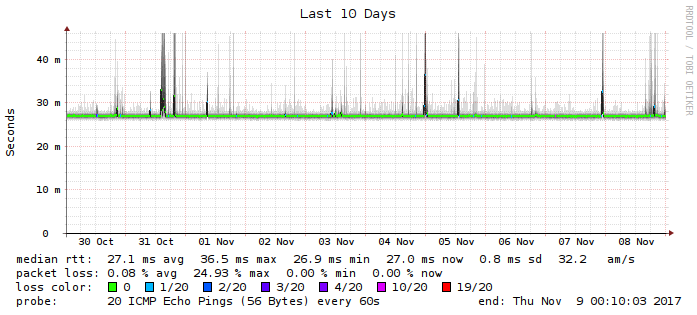 Last 10 Days
RRDTOOL / TOBI OETIKER
Seconds
40 m
30 m
20 m
10 m
0
30 Oct 31 Oct 01 Nov 02 Nov 03 Nov 04 Nov 05 Nov 06 Nov 07 Nov 08 Nov
median rtt: 27.1 ms avg 36.5 ms max 26.9 ms min 27.0 ms now 0.8 ms sd 32.2 am/s
packet loss: 0.08 % avg 24.93 % max 0.00 % min 0.00 % now
loss color: 0 1/20 2/20 3/20 4/20 10/20 19/20
probe: 20 ICMP Echo Pings (56 Bytes) every 60s end: Thu Nov 9 00:10:03 2017